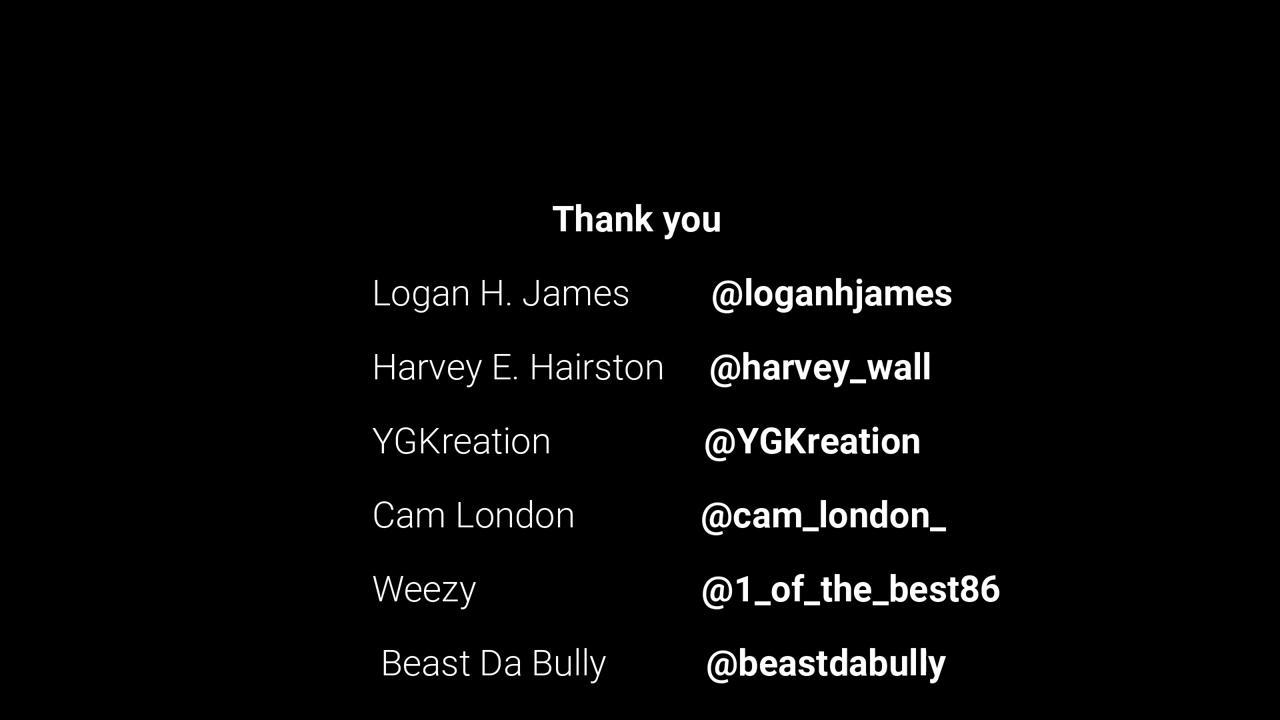 Thank you
Logan H. James @loganhjames
Harvey E. Hairston @harvey_wall
YGKreation @YGKreation
Cam London @cam_london_
Weezy @1_of_the_best86
Beast Da Bully @beastdabully